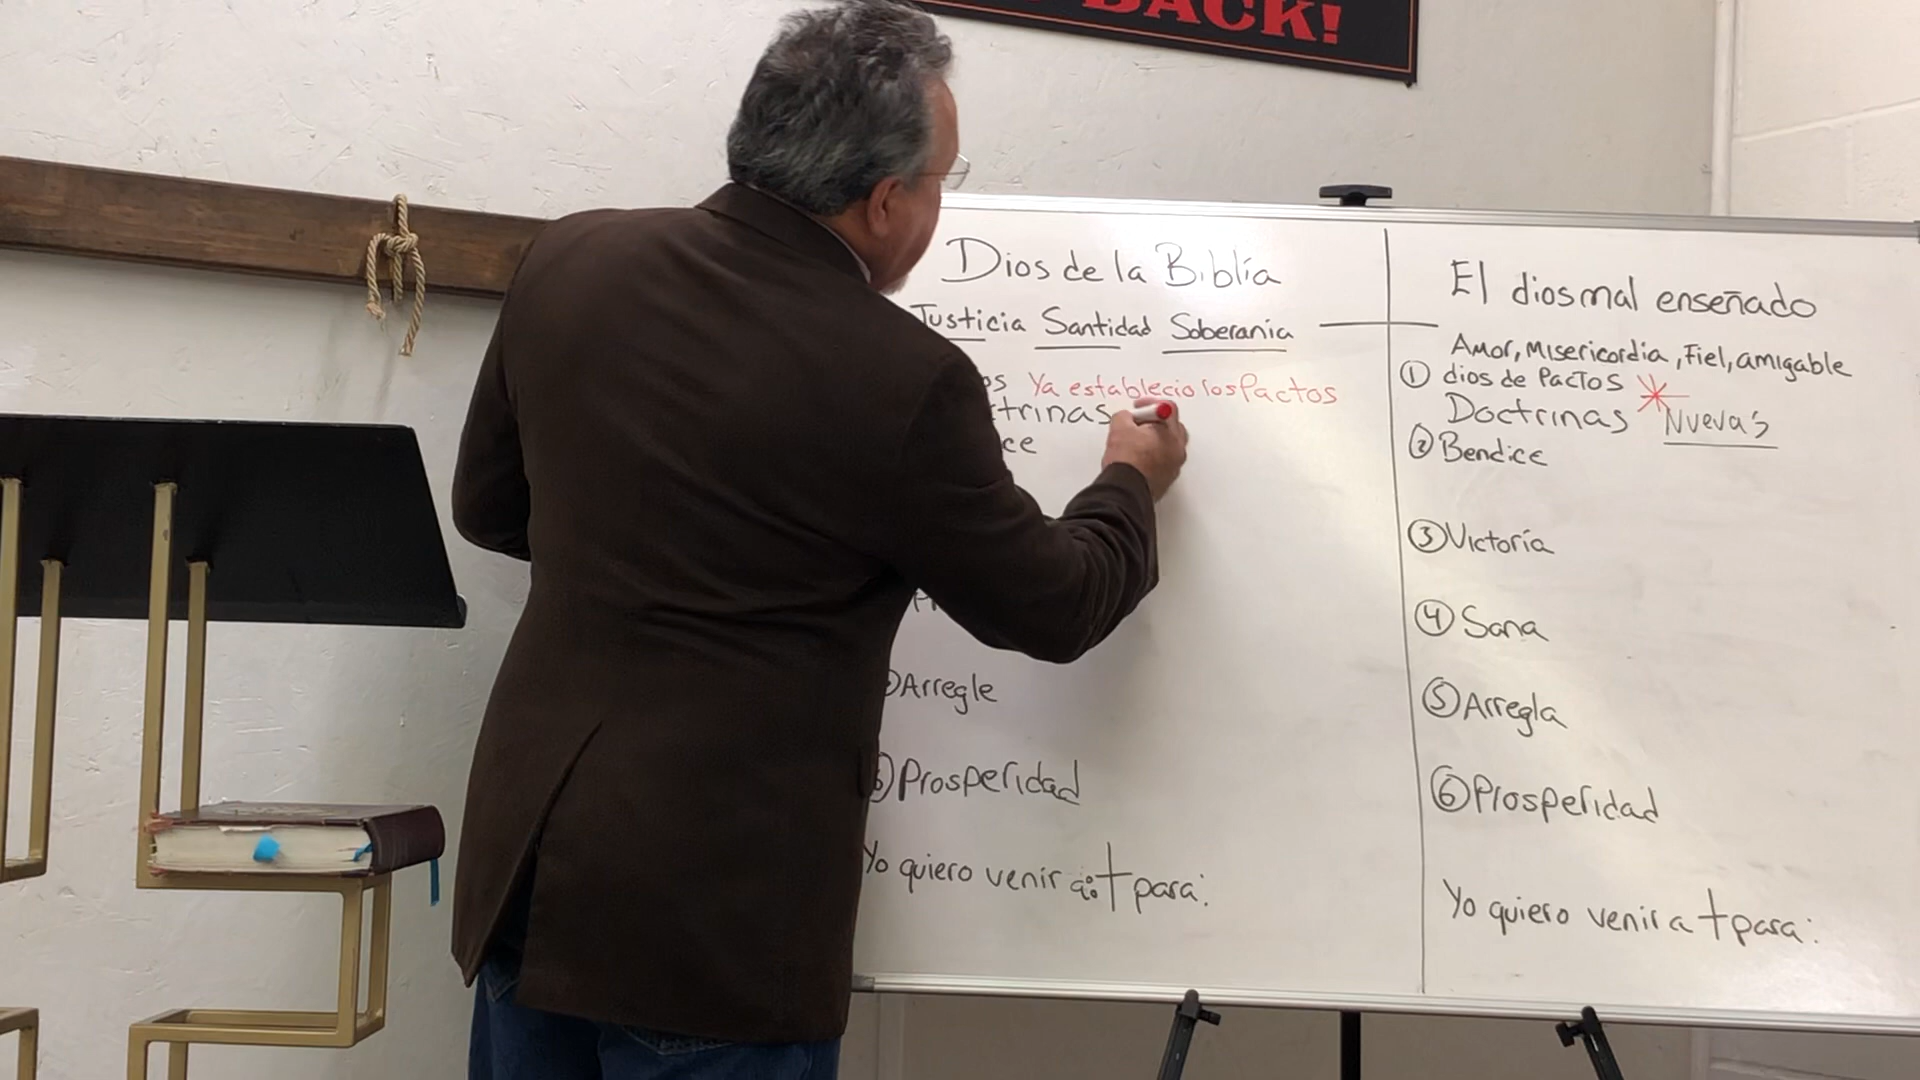 BACK!
Dios de la Biblia
Justicia Santidad Soberania
Ya establecio los Pactos
Arregle
Prosperidad
Yo quiero venir a † para:
El dios mal enseñado
Amor, Misericordia, Fiel, amigable
① dios de Pactos
Doctrinas Nueva's
② Bendice
③ Victoria
④ Sana
⑤ Arregla
⑥ Prosperidad
Yo quiero venir a † para: